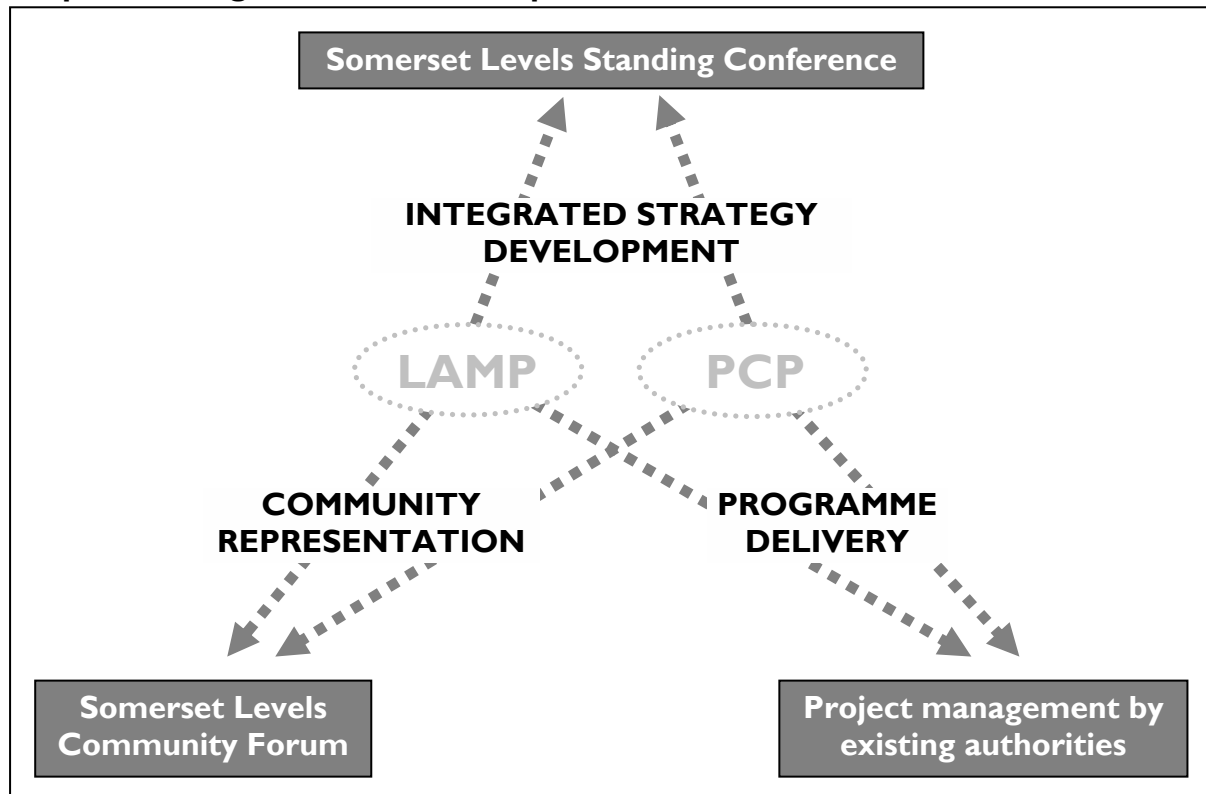 Somerset Levels Standing Conference
INTEGRATED STRATEGY
DEVELOPMENT
LAMP
PCP
COMMUNITY
REPRESENTATION
PROGRAMME
DELIVERY
Somerset Levels
Community Forum
Project management by
existing authorities